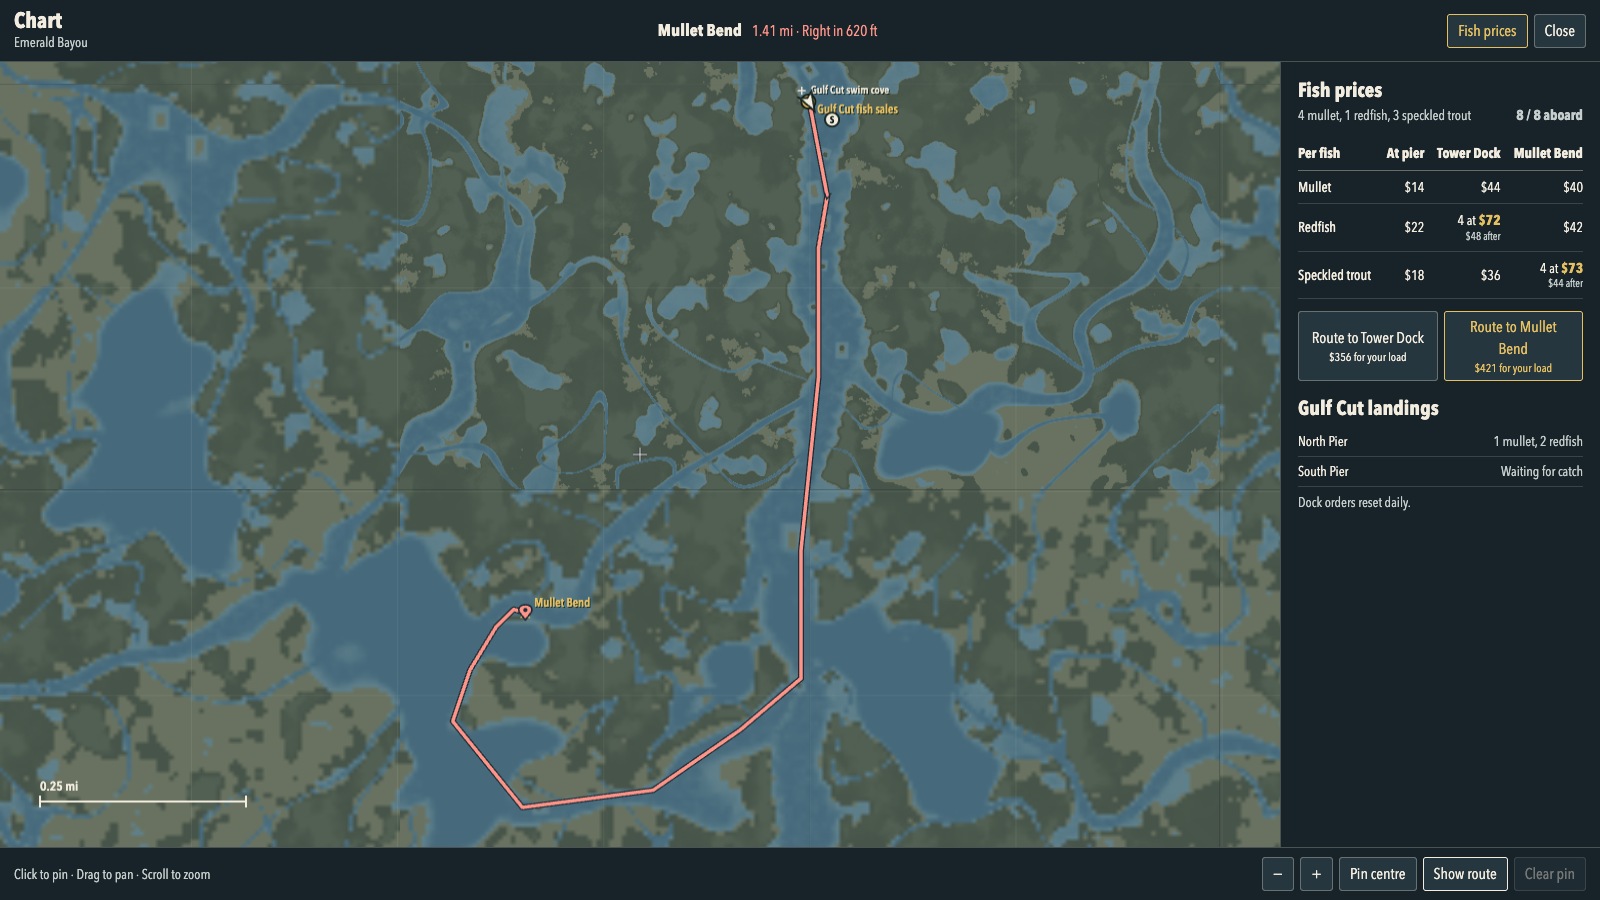 Chart
Emerald Bayou
Mullet Bend 1.41 mi · Right in 620 ft
Fish prices
Close
Gulf Cut swim cove
Gulf Cut fish sales
$
Mullet Bend
0.25 mi
Fish prices
4 mullet, 1 redfish, 3 speckled trout 8 / 8 aboard
Per fish At pier Tower Dock Mullet Bend
Mullet $14 $44 $40
Redfish $22 4 at $72 $42
$48 after
Speckled trout $18 $36 4 at $73
$44 after
Route to Tower Dock
$356 for your load
Route to Mullet
Bend
$421 for your load
Gulf Cut landings
North Pier 1 mullet, 2 redfish
South Pier Waiting for catch
Dock orders reset daily.
Click to pin · Drag to pan · Scroll to zoom
− + Pin centre Show route Clear pin